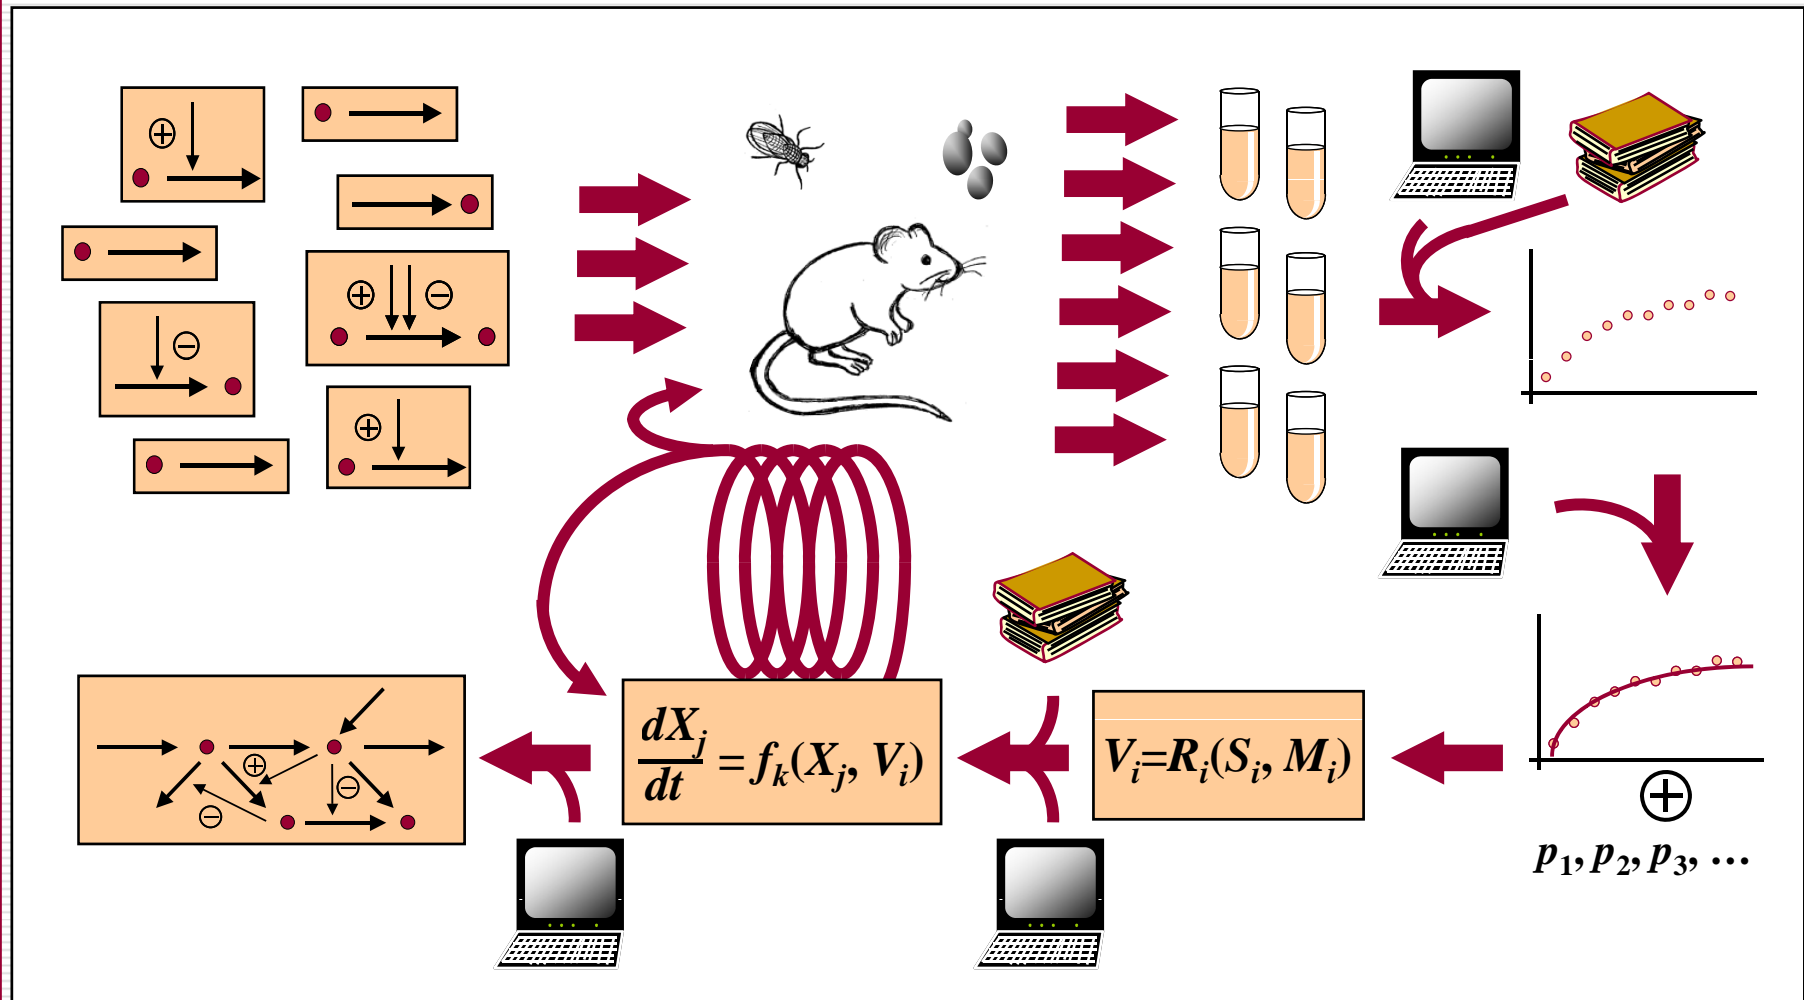 ⊕
⊕ ⊖
⊖
⊕
dX_j/dt = f_k(X_j, V_i)
V_i=R_i(S_i, M_i)
⊕
⊖
⊖
⊕
p_1, p_2, p_3, …